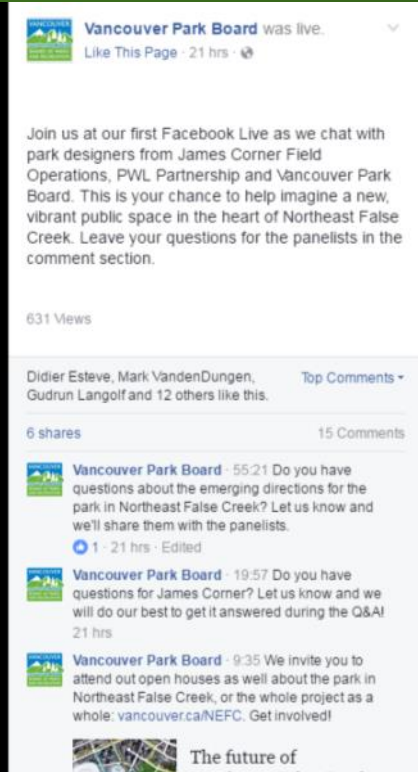 Vancouver Park Board was live.
Like This Page · 21 hrs ·
Join us at our first Facebook Live as we chat with
park designers from James Corner Field
Operations, PWL Partnership and Vancouver Park
Board. This is your chance to help imagine a new,
vibrant public space in the heart of Northeast False
Creek. Leave your questions for the panelists in the
comment section.
631 Views
Didier Esteve, Mark VandenDungen,
Gudrun Langolf and 12 others like this.
Top Comments
6 shares
15 Comments
Vancouver Park Board · 55:21 Do you have
questions about the emerging directions for the
park in Northeast False Creek? Let us know and
we'll share them with the panelists.
1 · 21 hrs · Edited
Vancouver Park Board · 19:57 Do you have
questions for James Corner? Let us know and we
will do our best to get it answered during the Q&A!
21 hrs
Vancouver Park Board · 9:35 We invite you to
attend out open houses as well about the park in
Northeast False Creek, or the whole project as a
whole: vancouver.ca/NEFC. Get involved!
The future of